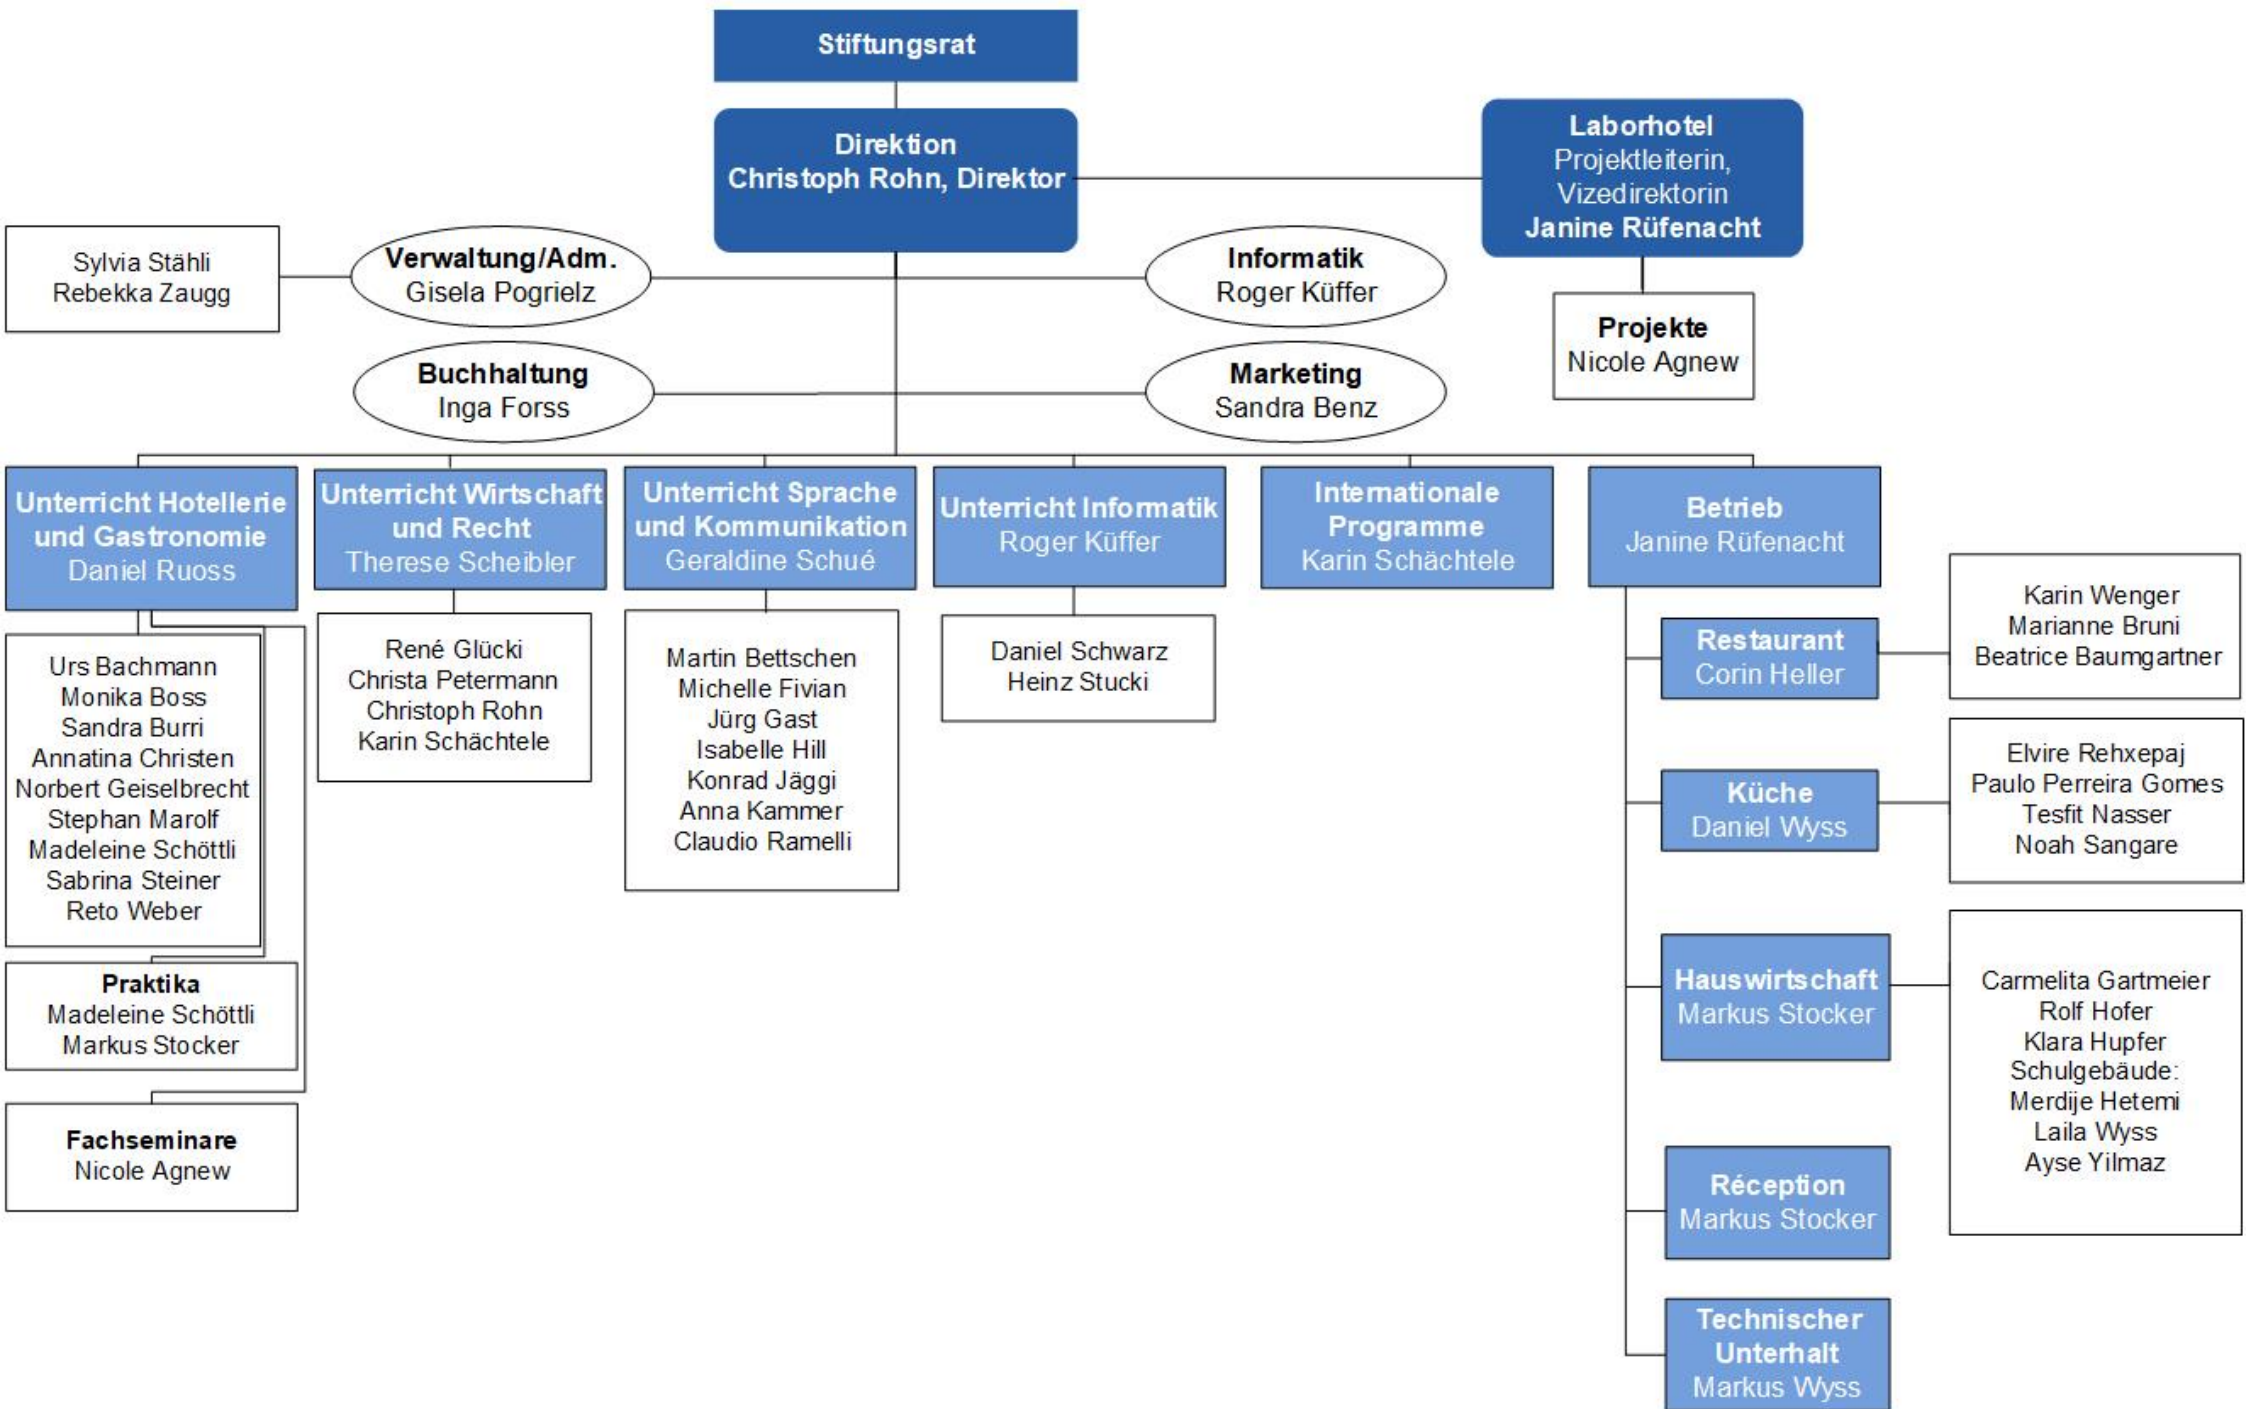 Stiftungsrat
Direktion
Christoph Rohn, Direktor
Laborhotel
Projektleiterin,
Vizedirektorin
Janine Rüfenacht
Sylvia Stähli
Rebekka Zaugg
Verwaltung/Adm.
Gisela Pogrielz
Informatik
Roger Küffer
Projekte
Nicole Agnew
Buchhaltung
Inga Forss
Marketing
Sandra Benz
Unterricht Hotellerie
und Gastronomie
Daniel Ruoss
Unterricht Wirtschaft
und Recht
Therese Scheibler
Unterricht Sprache
und Kommunikation
Geraldine Schué
Unterricht Informatik
Roger Küffer
Internationale
Programme
Karin Schächtele
Betrieb
Janine Rüfenacht
Urs Bachmann
Monika Boss
Sandra Burri
Annatina Christen
Norbert Geiselbrecht
Stephan Marolf
Madeleine Schöttli
Sabrina Steiner
Reto Weber
Praktika
Madeleine Schöttli
Markus Stocker
Fachseminare
Nicole Agnew
René Glücki
Christa Petermann
Christoph Rohn
Karin Schächtele
Martin Bettschen
Michelle Fivian
Jürg Gast
Isabelle Hill
Konrad Jäggi
Anna Kammer
Claudio Ramelli
Daniel Schwarz
Heinz Stucki
Restaurant
Corin Heller
Karin Wenger
Marianne Bruni
Beatrice Baumgartner
Küche
Daniel Wyss
Elvire Rehxepaj
Paulo Perreira Gomes
Tesfit Nasser
Noah Sangare
Hauswirtschaft
Markus Stocker
Carmelita Gartmeier
Rolf Hofer
Klara Hupfer
Schulgebäude:
Merdije Hetemi
Laila Wyss
Ayse Yilmaz
Réception
Markus Stocker
Technischer
Unterhalt
Markus Wyss